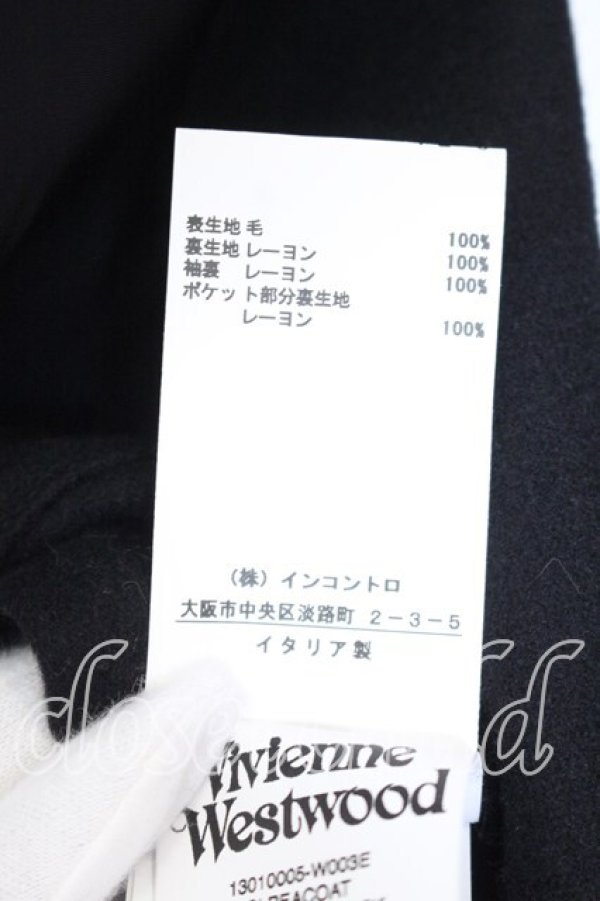 表生地 毛 100%
裏生地 レーヨン 100%
袖裏 レーヨン 100%
ポケット部分裏生地
レーヨン 100%
(株) インコントロ
大阪市中央区淡路町 2-3-5
イタリア製
Vivienne
Westwood
13010005-W003E
PEACOAT
closet child